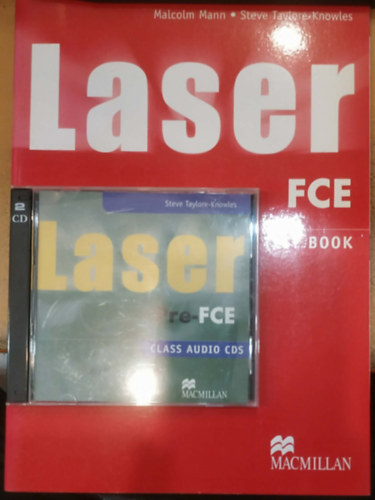 Malcolm Mann • Steve Taylore-Knowles
Laser
FCE
BOOK
2
CD
Steve Taylore-Knowles
Laser
Pre-FCE
CLASS AUDIO CDS
MACMILLAN
MACMILLAN